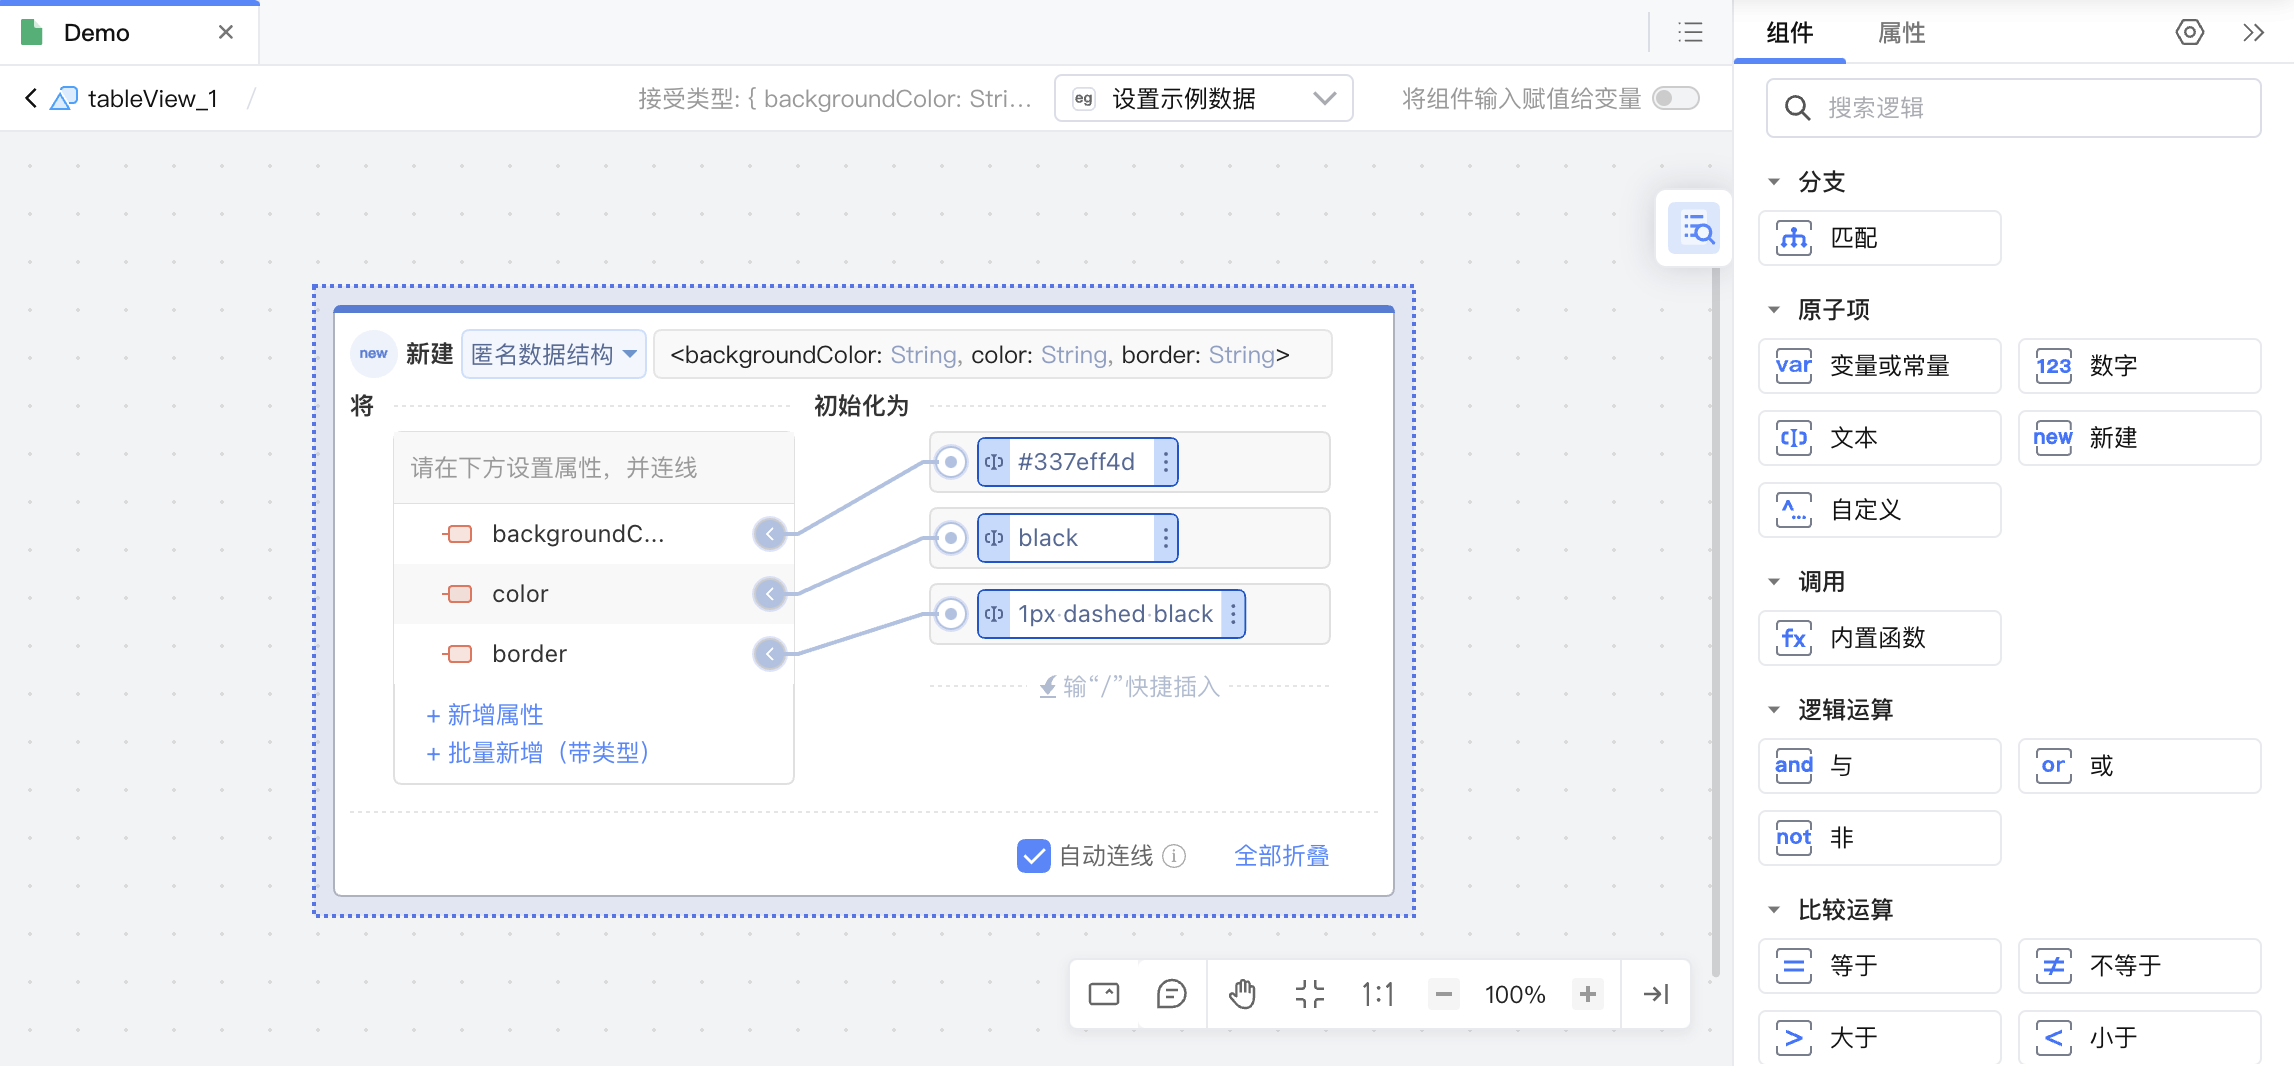 Demo
tableView_1 /
接受类型: { backgroundColor: Stri...
eg 设置示例数据
将组件输入赋值给变量
new 新建 匿名数据结构 <backgroundColor: String, color: String, border: String>
将 初始化为
请在下方设置属性，并连线
#337eff4d
backgroundC...
black
color
1px·dashed·black
border
输“/”快捷插入
+ 新增属性
+ 批量新增（带类型）
自动连线 全部折叠
1:1 100%
组件 属性
搜索逻辑
分支
匹配
原子项
var 变量或常量 123 数字
文本 new 新建
^... 自定义
调用
fx 内置函数
逻辑运算
and 与 or 或
not 非
比较运算
= 等于 ≠ 不等于
> 大于 < 小于